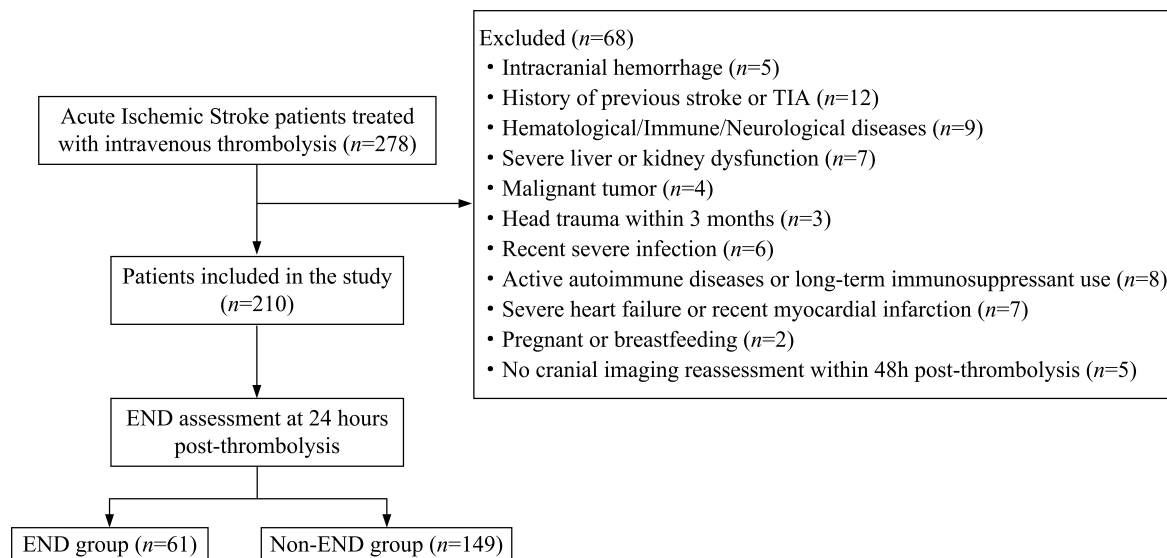 Acute Ischemic Stroke patients treated
with intravenous thrombolysis (n=278)
Excluded (n=68)
• Intracranial hemorrhage (n=5)
• History of previous stroke or TIA (n=12)
• Hematological/Immune/Neurological diseases (n=9)
• Severe liver or kidney dysfunction (n=7)
• Malignant tumor (n=4)
• Head trauma within 3 months (n=3)
• Recent severe infection (n=6)
• Active autoimmune diseases or long-term immunosuppressant use (n=8)
• Severe heart failure or recent myocardial infarction (n=7)
• Pregnant or breastfeeding (n=2)
• No cranial imaging reassessment within 48h post-thrombolysis (n=5)
Patients included in the study
(n=210)
END assessment at 24 hours
post-thrombolysis
END group (n=61)
Non-END group (n=149)